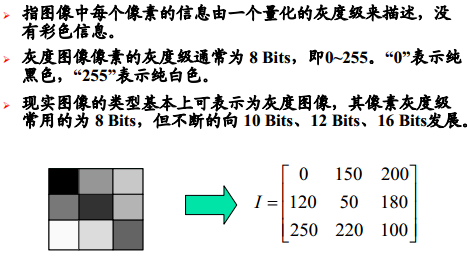 指图像中每个像素的信息由一个量化的灰度级来描述，没
有彩色信息。
灰度图像像素的灰度级通常为 8 Bits，即0~255。“0”表示纯
黑色，“255”表示纯白色。
现实图像的类型基本上可表示为灰度图像，其像素灰度级
常用的为 8 Bits，但不断的向 10 Bits、12 Bits、16 Bits发展。
0 150 200
I = 120 50 180
250 220 100